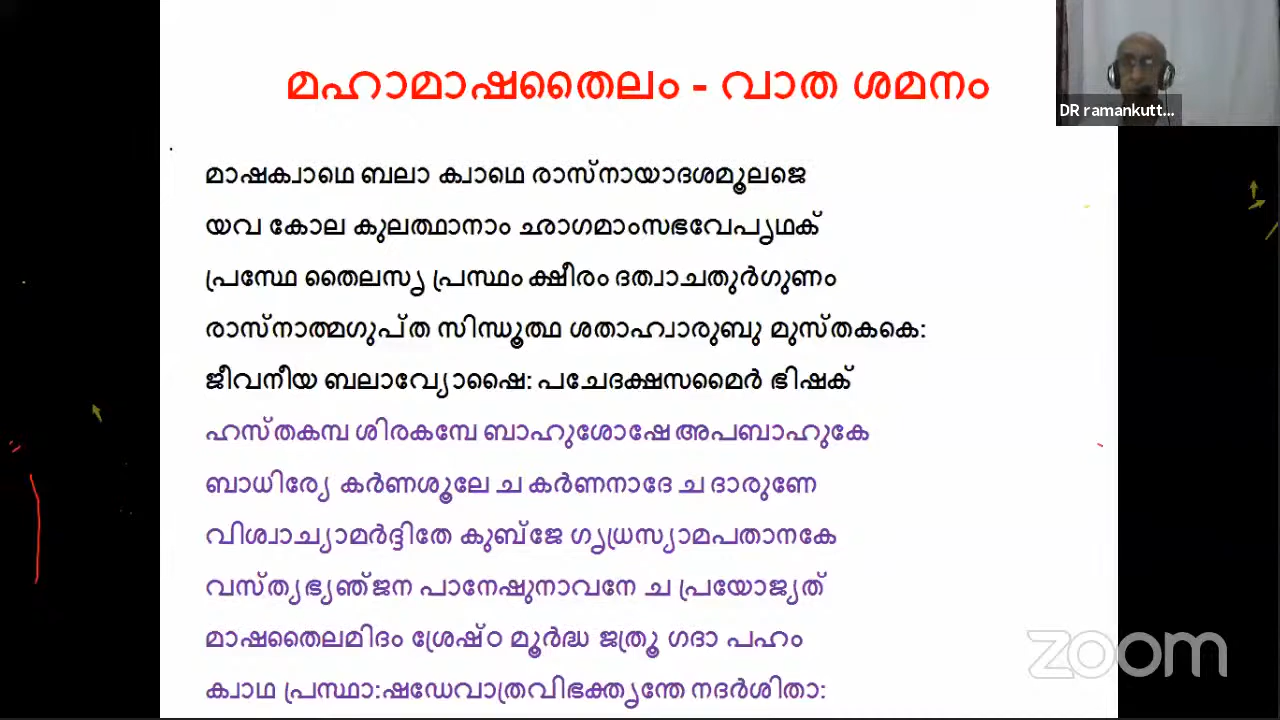 മഹാമാഷതൈലം - വാത ശമനം
DR ramankutt...
മാഷക്വാഥെ ബലാ ക്വാഥെ രാസ്നായാദശമൂലജെ
യവ കോല കുലത്ഥാനാം ഛാഗമാംസഭവേപൃഥക്
പ്രസ്ഥേ തൈലസൃ പ്രസ്ഥം ക്ഷീരം ദത്വാചതുർഗുണം
രാസ്നാത്മഗുപ്ത സിന്ധൂത്ഥ ശതാഹ്വാരുബു മുസ്തകകെ:
ജീവനീയ ബലാവ്യോഷൈ: പചേദക്ഷസമൈർ ഭിഷക്
ഹസ്തകമ്പ ശിരകമ്പേ ബാഹുശോഷേ അപബാഹുകേ
ബാധിര്യേ കർണശൂലേ ച കർണനാദേ ച ദാരുണേ
വിശ്വാച്യാമർദ്ദിതേ കുബ്ജേ ഗൃധ്രസ്യാമപതാനകേ
വസ്ത്യഭ്യഞ്ജന പാനേഷുനാവനേ ച പ്രയോജ്യത്
മാഷതൈലമിദം ശ്രേഷ്ഠ മൂർദ്ധ ജത്രൂ ഗദാ പഹം
ക്വാഥ പ്രസ്ഥാ:ഷഡേവാത്രവിഭക്തൃന്തേ നദർശിതാ:
zoom